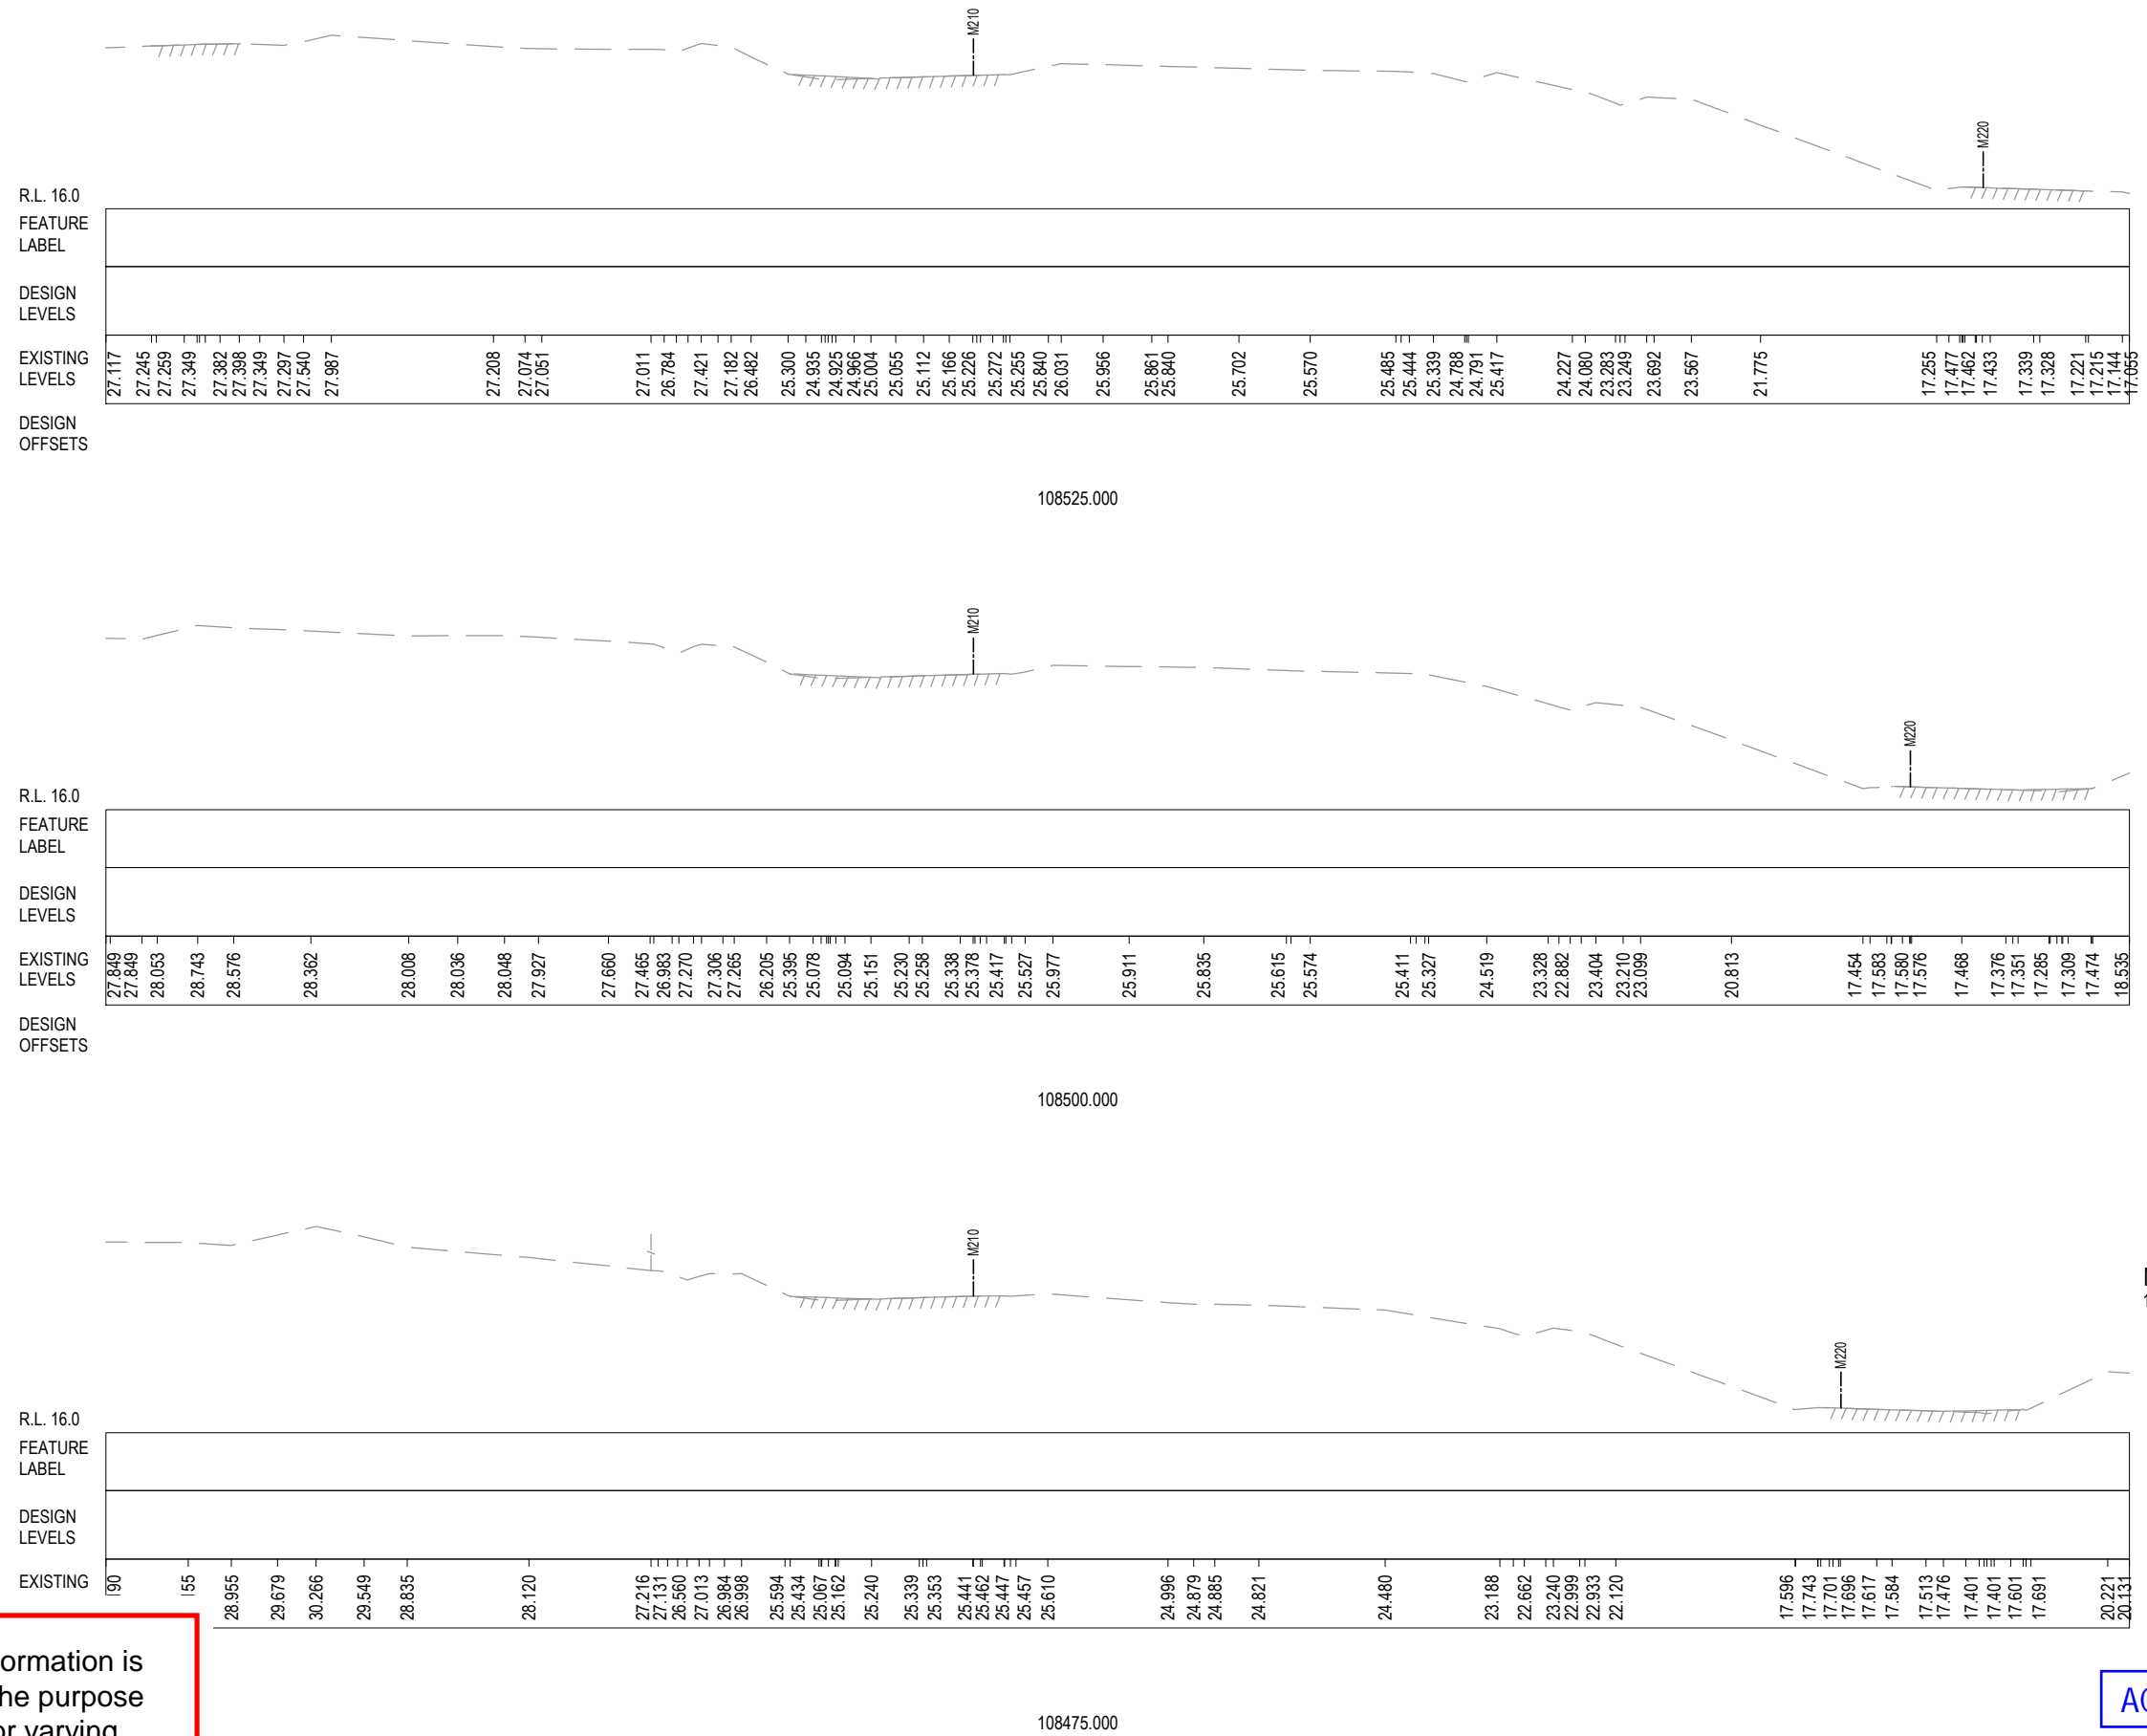 M210
M220
R.L. 16.0
FEATURE
LABEL
DESIGN
LEVELS
EXISTING
LEVELS
27.117 27.245 27.259 27.349 27.382 27.398 27.349 27.297 27.540 27.987 27.208 27.074 27.051 27.011 26.784 27.421 27.182 26.482 25.300 24.935 24.925 24.966 25.004 25.055 25.112 25.166 25.226 25.272 25.255 25.840 26.031 25.956 25.861 25.840 25.702 25.570 25.485 25.444 25.339 24.788 24.791 25.417 24.227 24.080 23.283 23.249 23.692 23.567 21.775 17.255 17.477 17.462 17.433 17.339 17.328 17.221 17.215 17.144 17.055
DESIGN
OFFSETS
108525.000
M210
M220
R.L. 16.0
FEATURE
LABEL
DESIGN
LEVELS
EXISTING
LEVELS
27.849 27.849 28.053 28.743 28.576 28.362 28.008 28.036 28.048 27.927 27.660 27.465 26.983 27.270 27.306 27.265 26.205 25.395 25.078 25.094 25.151 25.230 25.258 25.338 25.378 25.417 25.527 25.977 25.911 25.835 25.615 25.574 25.411 25.327 24.519 23.328 22.882 23.404 23.210 23.099 20.813 17.454 17.583 17.580 17.576 17.468 17.376 17.351 17.285 17.309 17.474 18.535
DESIGN
OFFSETS
108500.000
M210
M220
R.L. 16.0
FEATURE
LABEL
DESIGN
LEVELS
EXISTING
90 55 28.955 29.679 30.266 29.549 28.835 28.120 27.216 27.131 26.560 27.013 26.984 26.998 25.594 25.434 25.067 25.162 25.240 25.339 25.353 25.441 25.462 25.447 25.457 25.610 24.996 24.879 24.885 24.821 24.480 23.188 22.662 23.240 22.999 22.933 22.120 17.596 17.743 17.701 17.696 17.617 17.584 17.513 17.476 17.401 17.401 17.601 17.691 20.221 20.131
ormation is
he purpose
or varying
108475.000